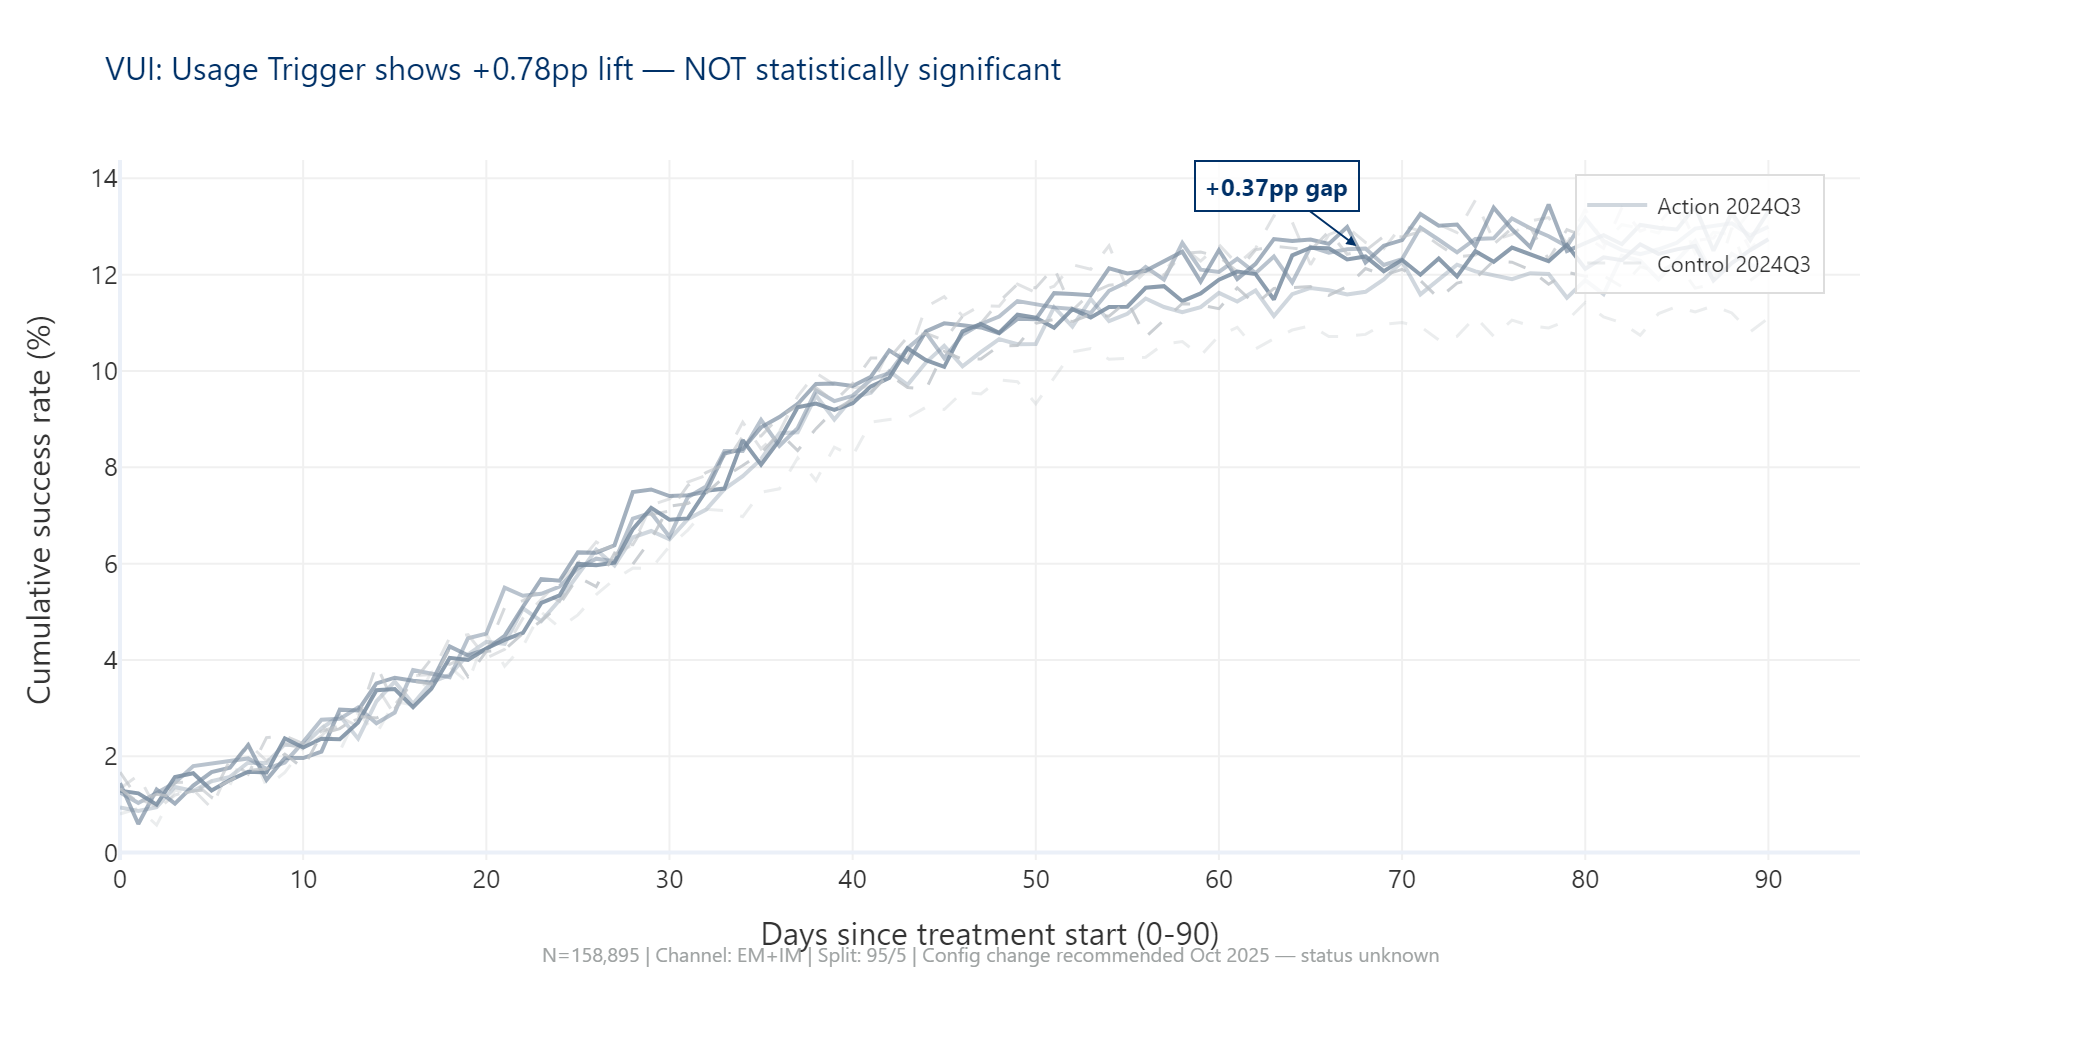 VUI: Usage Trigger shows +0.78pp lift — NOT statistically significant
+0.37pp gap
Action 2024Q3
Control 2024Q3
Cumulative success rate (%)
14
12
10
8
6
4
2
0
0 10 20 30 40 50 60 70 80 90
Days since treatment start (0-90)
N=158,895 | Channel: EM+IM | Split: 95/5 | Config change recommended Oct 2025 — status unknown